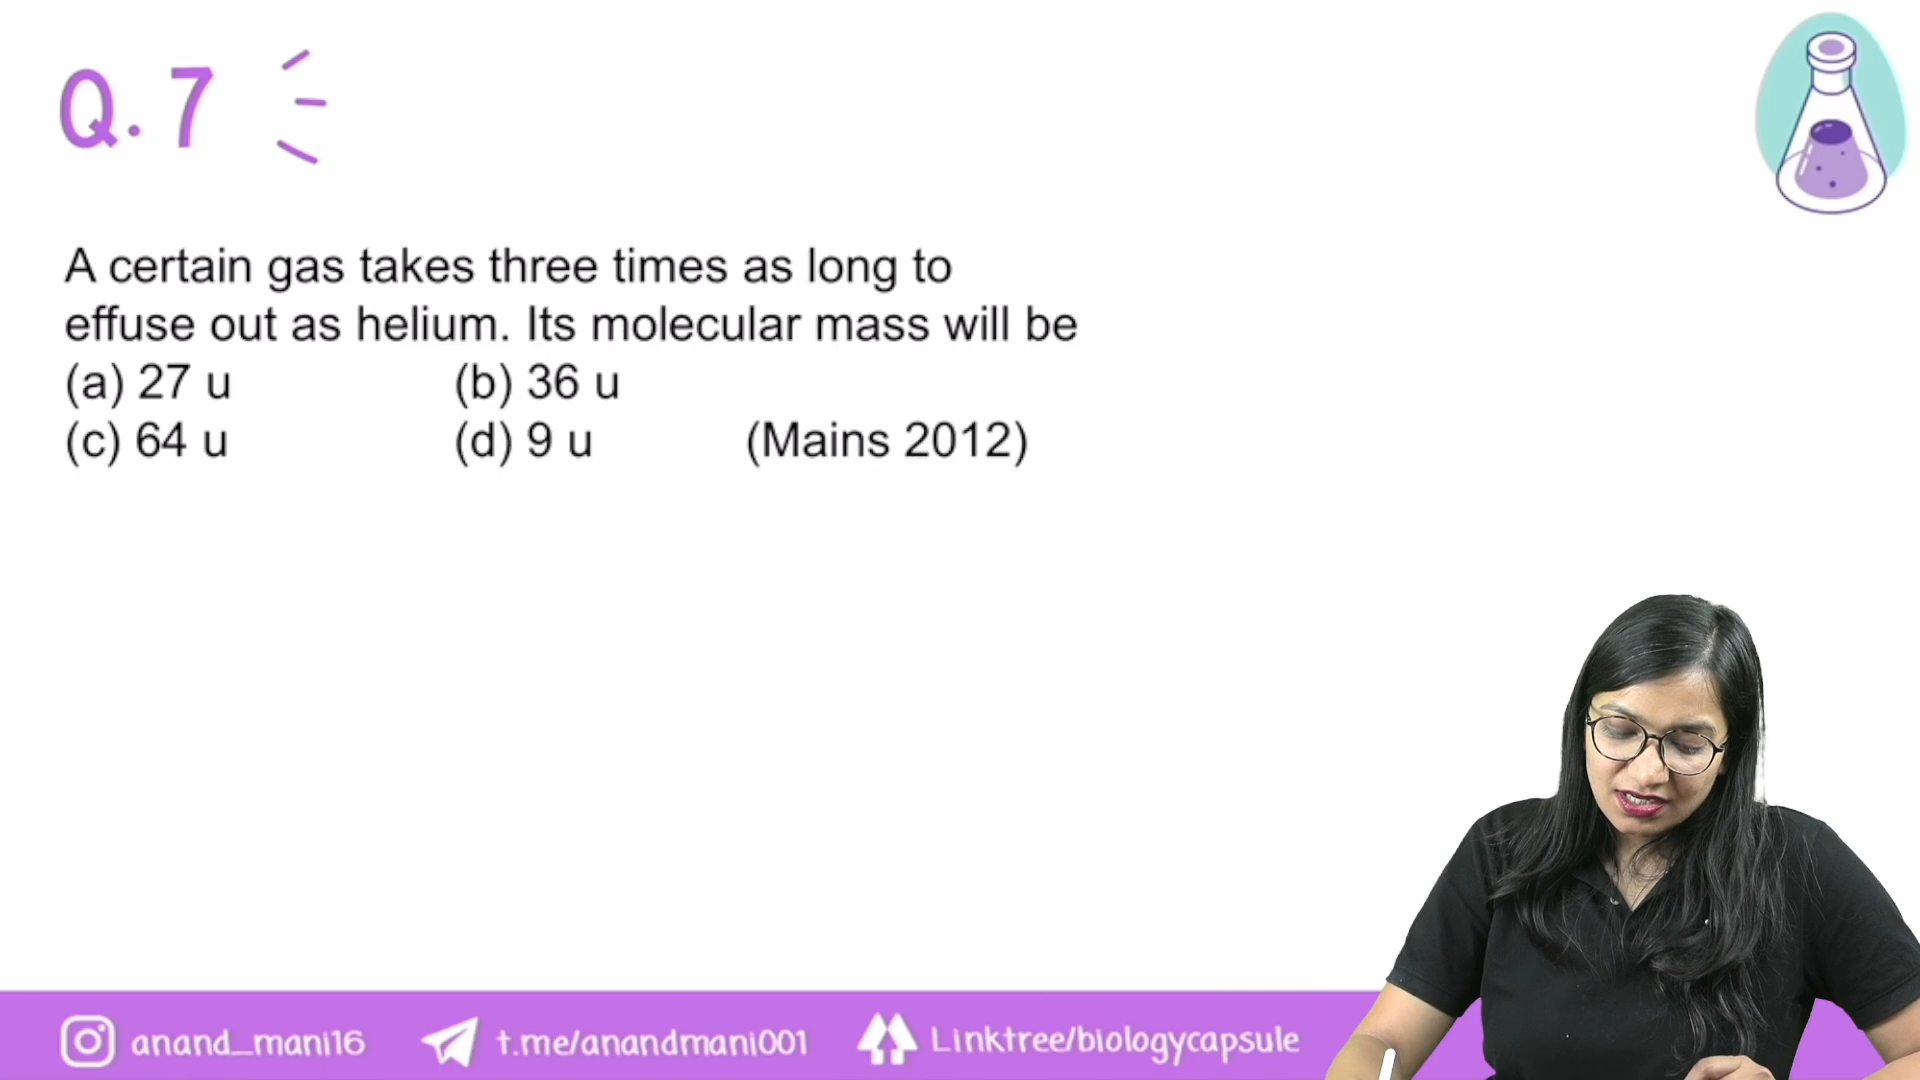 Q. 7
A certain gas takes three times as long to
effuse out as helium. Its molecular mass will be
(a) 27 u (b) 36 u
(c) 64 u (d) 9 u (Mains 2012)
anand_mani16 t.me/anandmani001 Linktree/biologycapsule